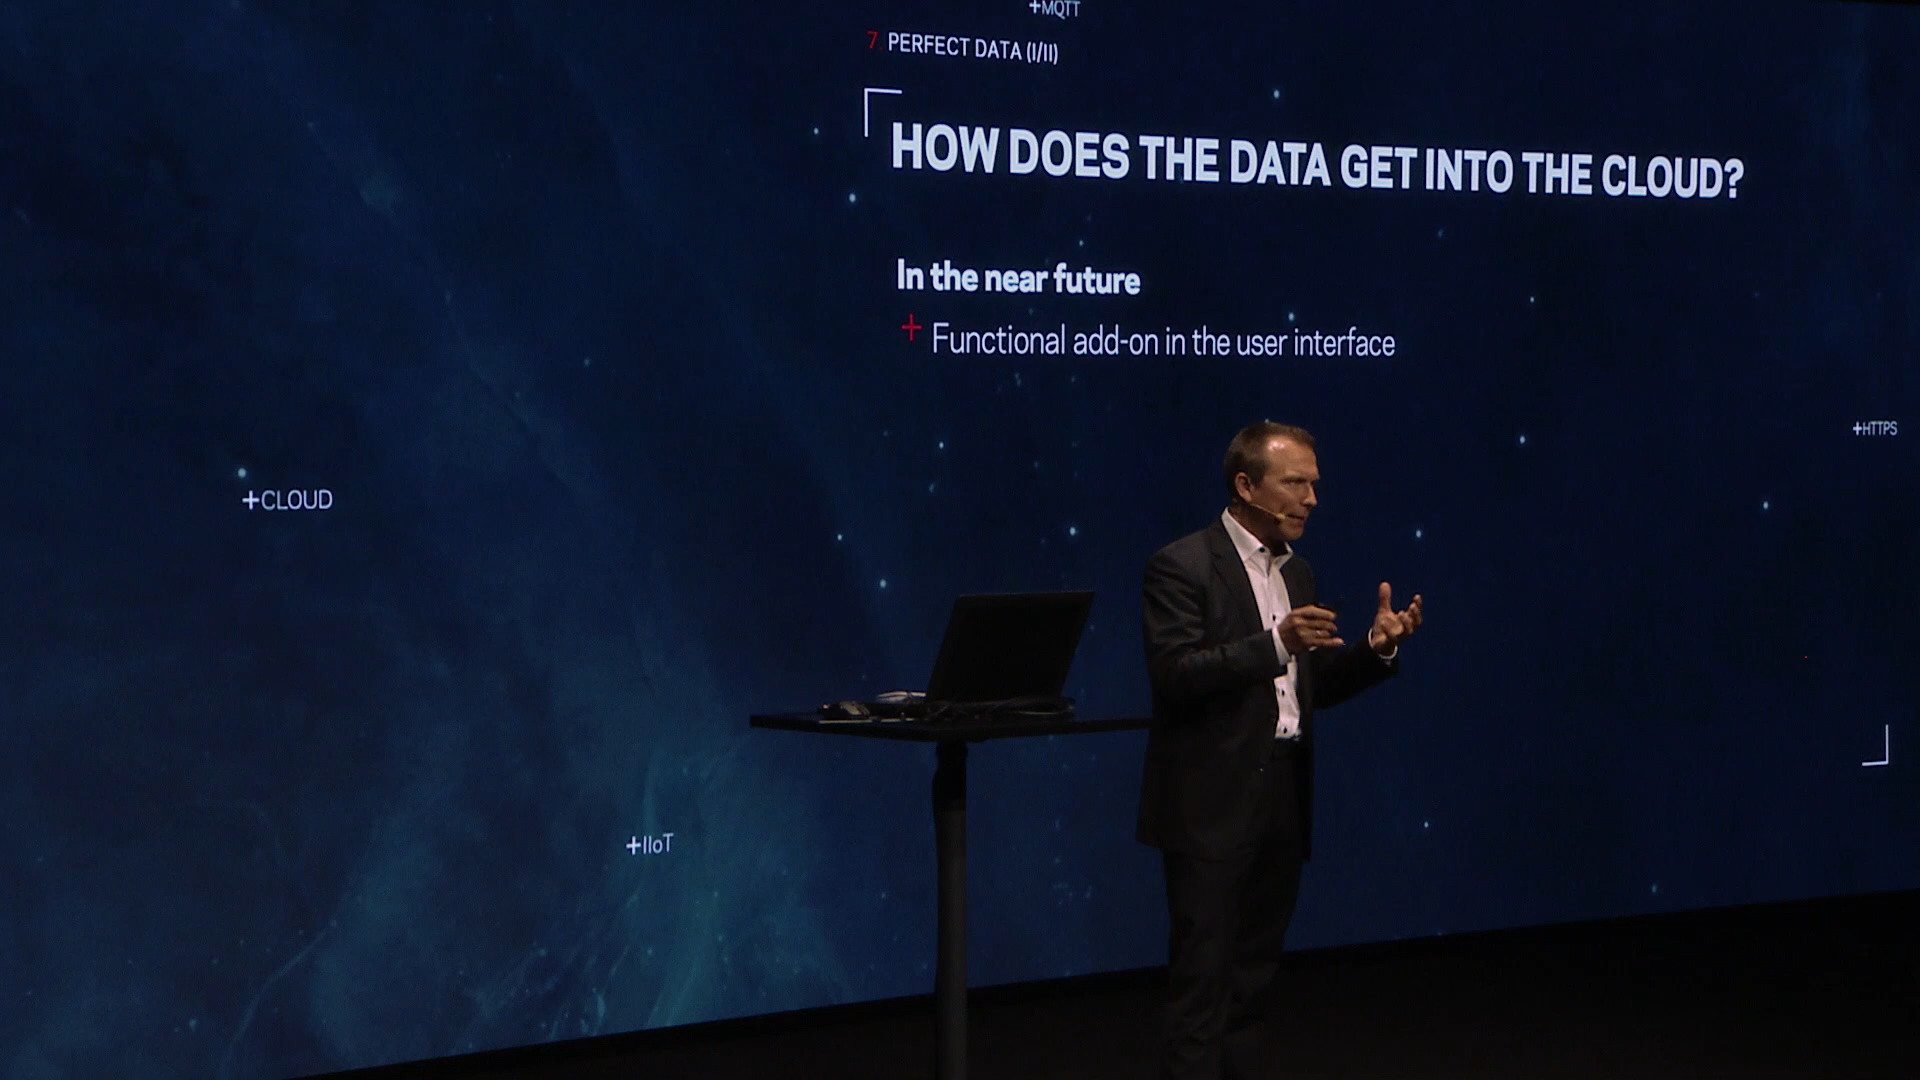 +MQTT
7. PERFECT DATA (I/II)
HOW DOES THE DATA GET INTO THE CLOUD?
In the near future
+ Functional add-on in the user interface
+HTTPS
+CLOUD
+IIoT